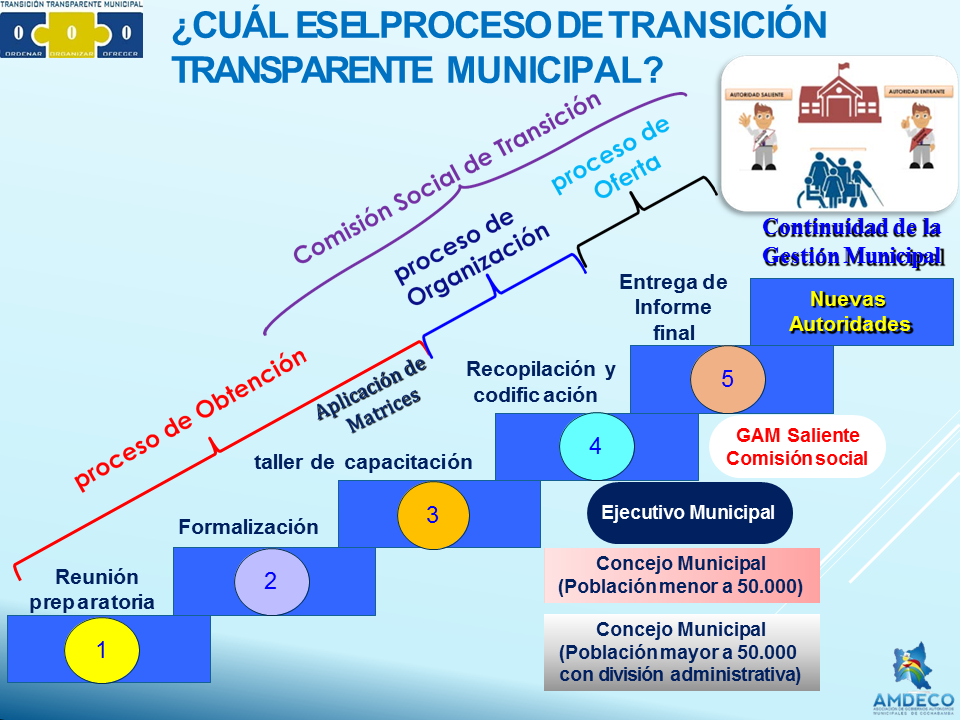 TRANSICIÓN TRANSPARENTE MUNICIPAL
O O O
ORDENAR ORGANIZAR OFRECER
¿CUÁL ES EL PROCESO DE TRANSICIÓN
TRANSPARENTE MUNICIPAL?
AUTORIDAD SALIENTE
AUTORIDAD ENTRANTE
Comisión Social de Transición
proceso de
Oferta
proceso de
Organización
Continuidad de la
Gestión Municipal
Nuevas
Autoridades
Entrega de
Informe
final
5
proceso de Obtención
Aplicación de
Matrices
Recopilación y
codific ación
4
GAM Saliente
Comisión social
taller de capacitación
3
Ejecutivo Municipal
Formalización
2
Concejo Municipal
(Población menor a 50.000)
Reunión
prep aratoria
1
Concejo Municipal
(Población mayor a 50.000
con división administrativa)
AMDECO
ASOCIACIÓN DE GOBIERNOS AUTÓNOMOS
MUNICIPALES DE COCHABAMBA